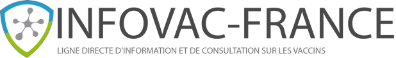 INFOVAC-FRANCE
LIGNE DIRECTE D'INFORMATION ET DE CONSULTATION SUR LES VACCINS